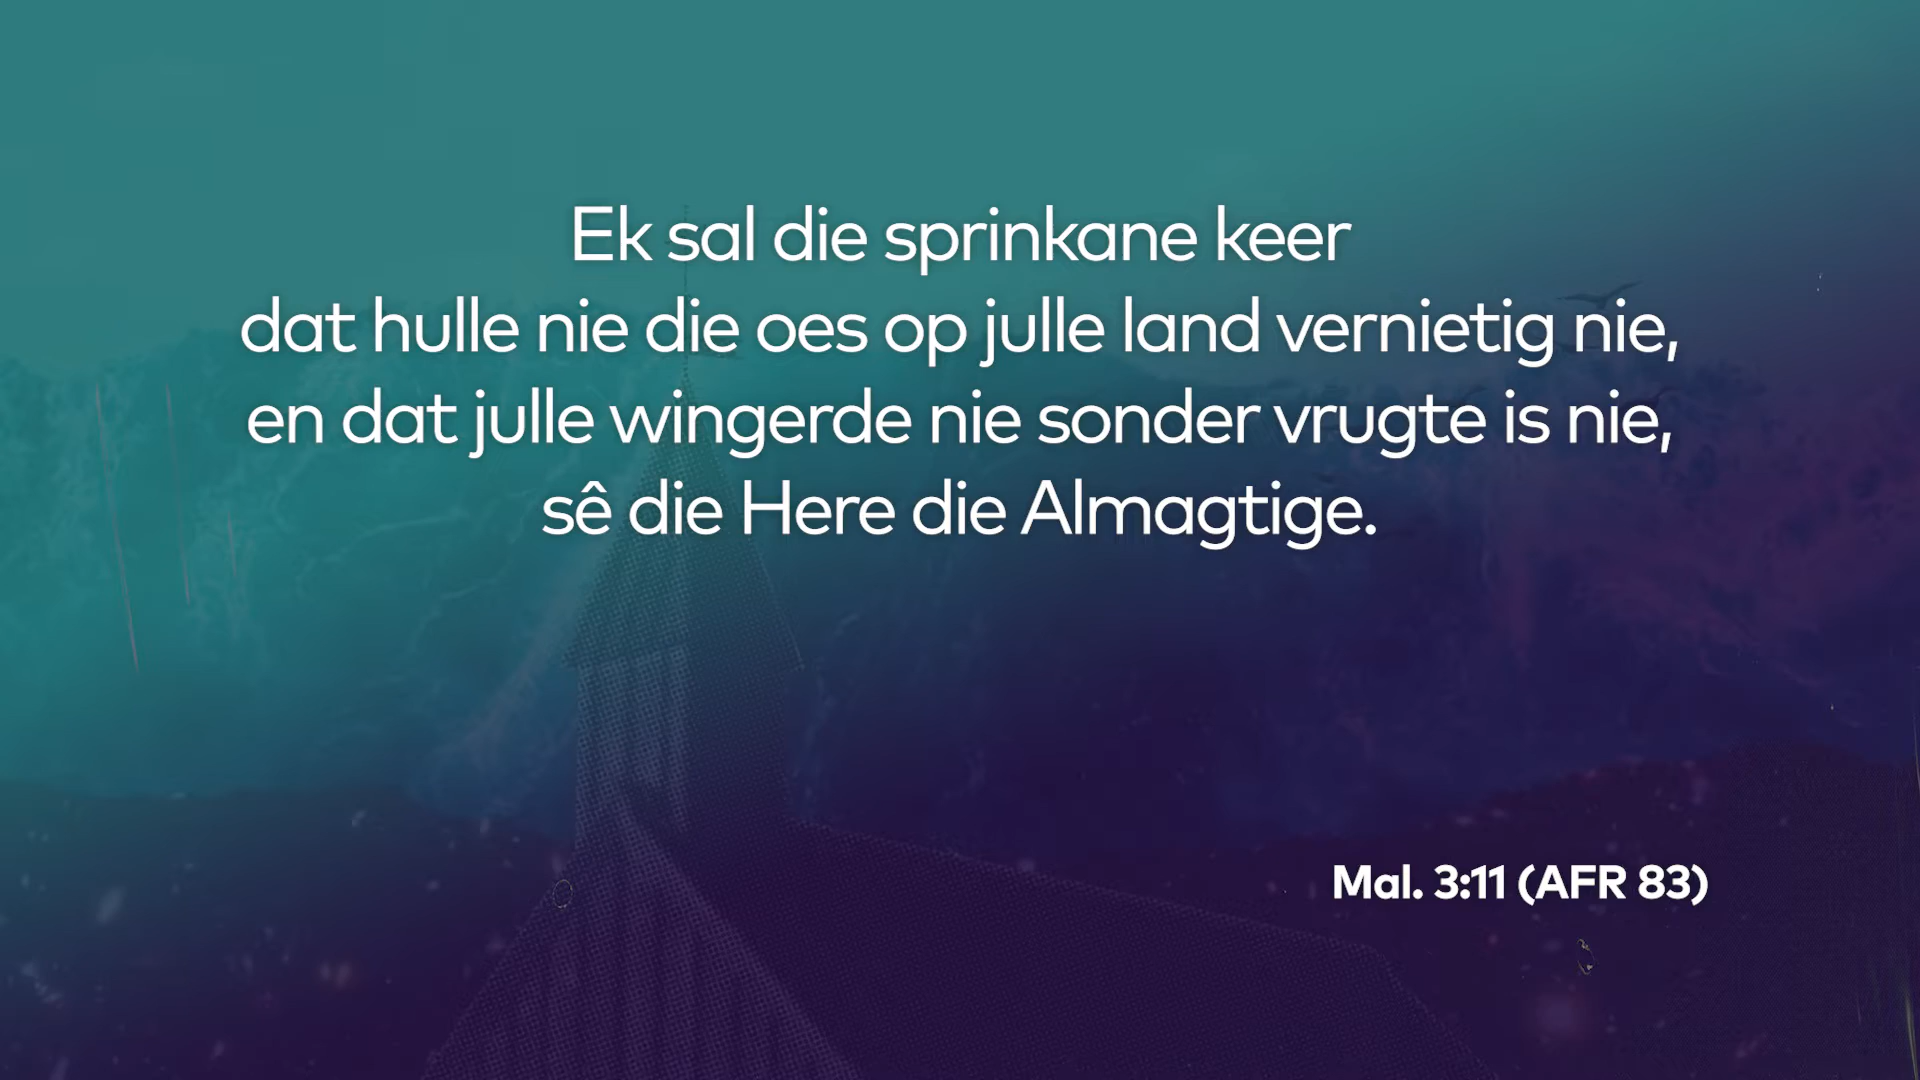 Ek sal die sprinkane keer
dat hulle nie die oes op julle land vernietig nie,
en dat julle wingerde nie sonder vrugte is nie,
sê die Here die Almagtige.
Mal. 3:11 (AFR 83)